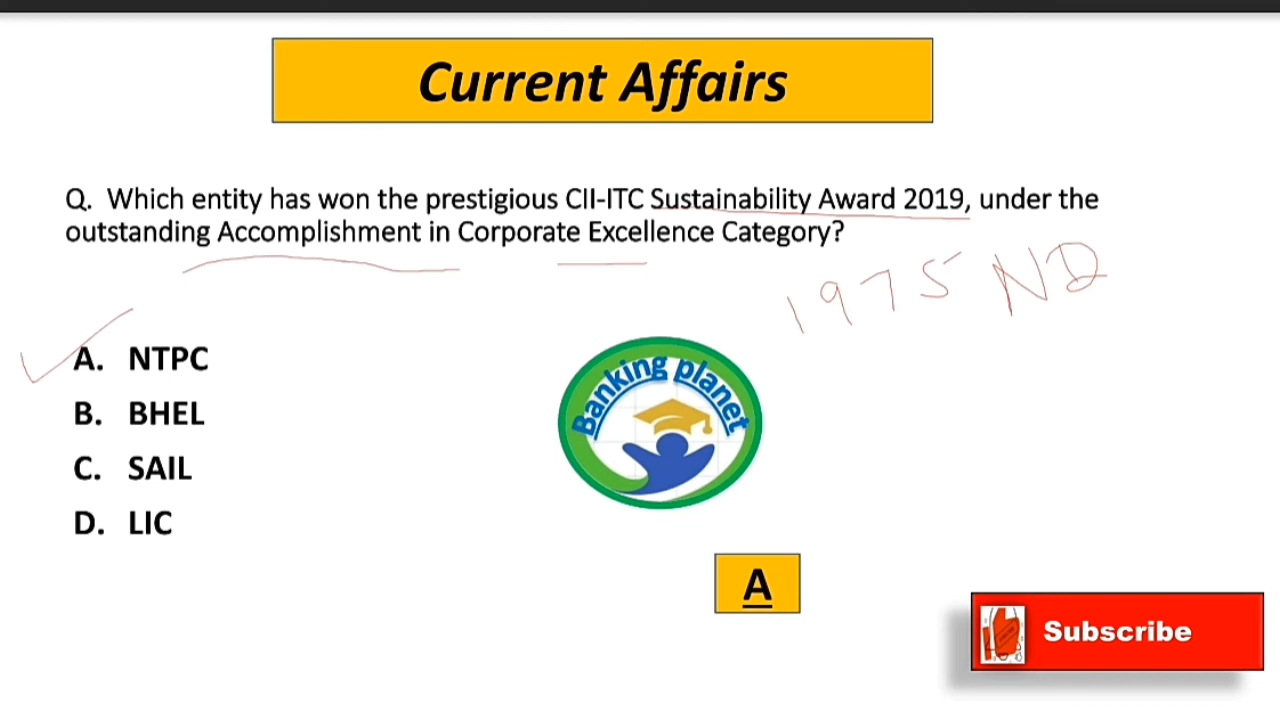 Current Affairs
Q. Which entity has won the prestigious CII-ITC Sustainability Award 2019, under the
outstanding Accomplishment in Corporate Excellence Category?
1975 ND
A. NTPC
B. BHEL
C. SAIL
D. LIC
Banking planet
A
Subscribe